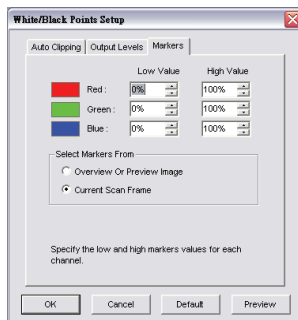 White/Black Points Setup
Auto Clipping Output Levels Markers
Low Value High Value
Red : 0% 100%
Green : 0% 100%
Blue : 0% 100%
Select Markers From
Overview Or Preview Image
Current Scan Frame
Specify the low and high markers values for each
channel.
OK Cancel Default Preview